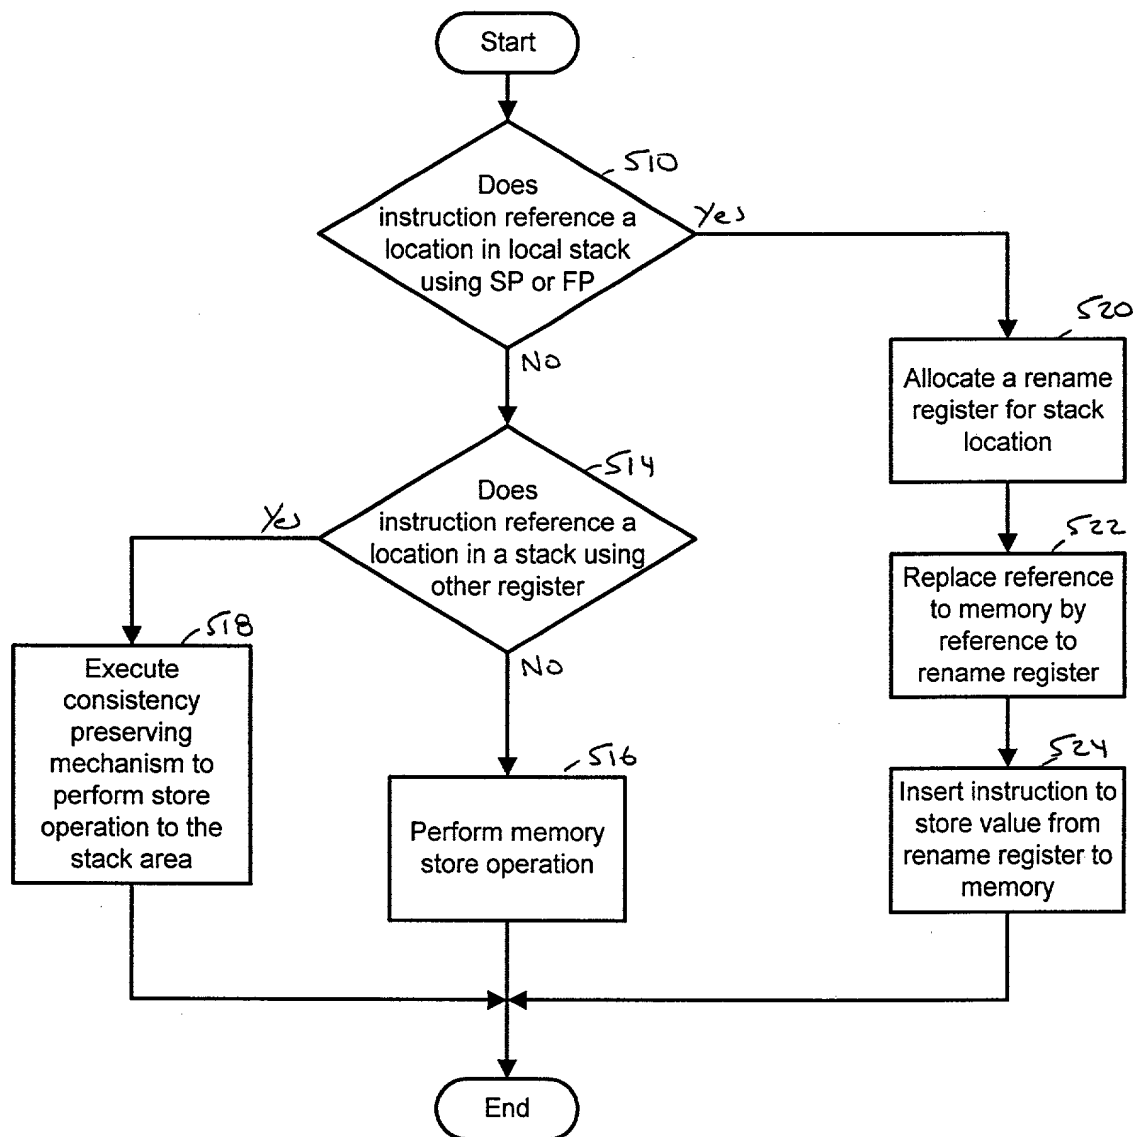 Start
510
Does
instruction reference a
location in local stack
using SP or FP
Yes
No
520
Allocate a rename
register for stack
location
514
Does
instruction reference a
location in a stack using
other register
Yes
No
522
Replace reference
to memory by
reference to
rename register
518
Execute
consistency
preserving
mechanism to
perform store
operation to the
stack area
516
Perform memory
store operation
524
Insert instruction to
store value from
rename register to
memory
End